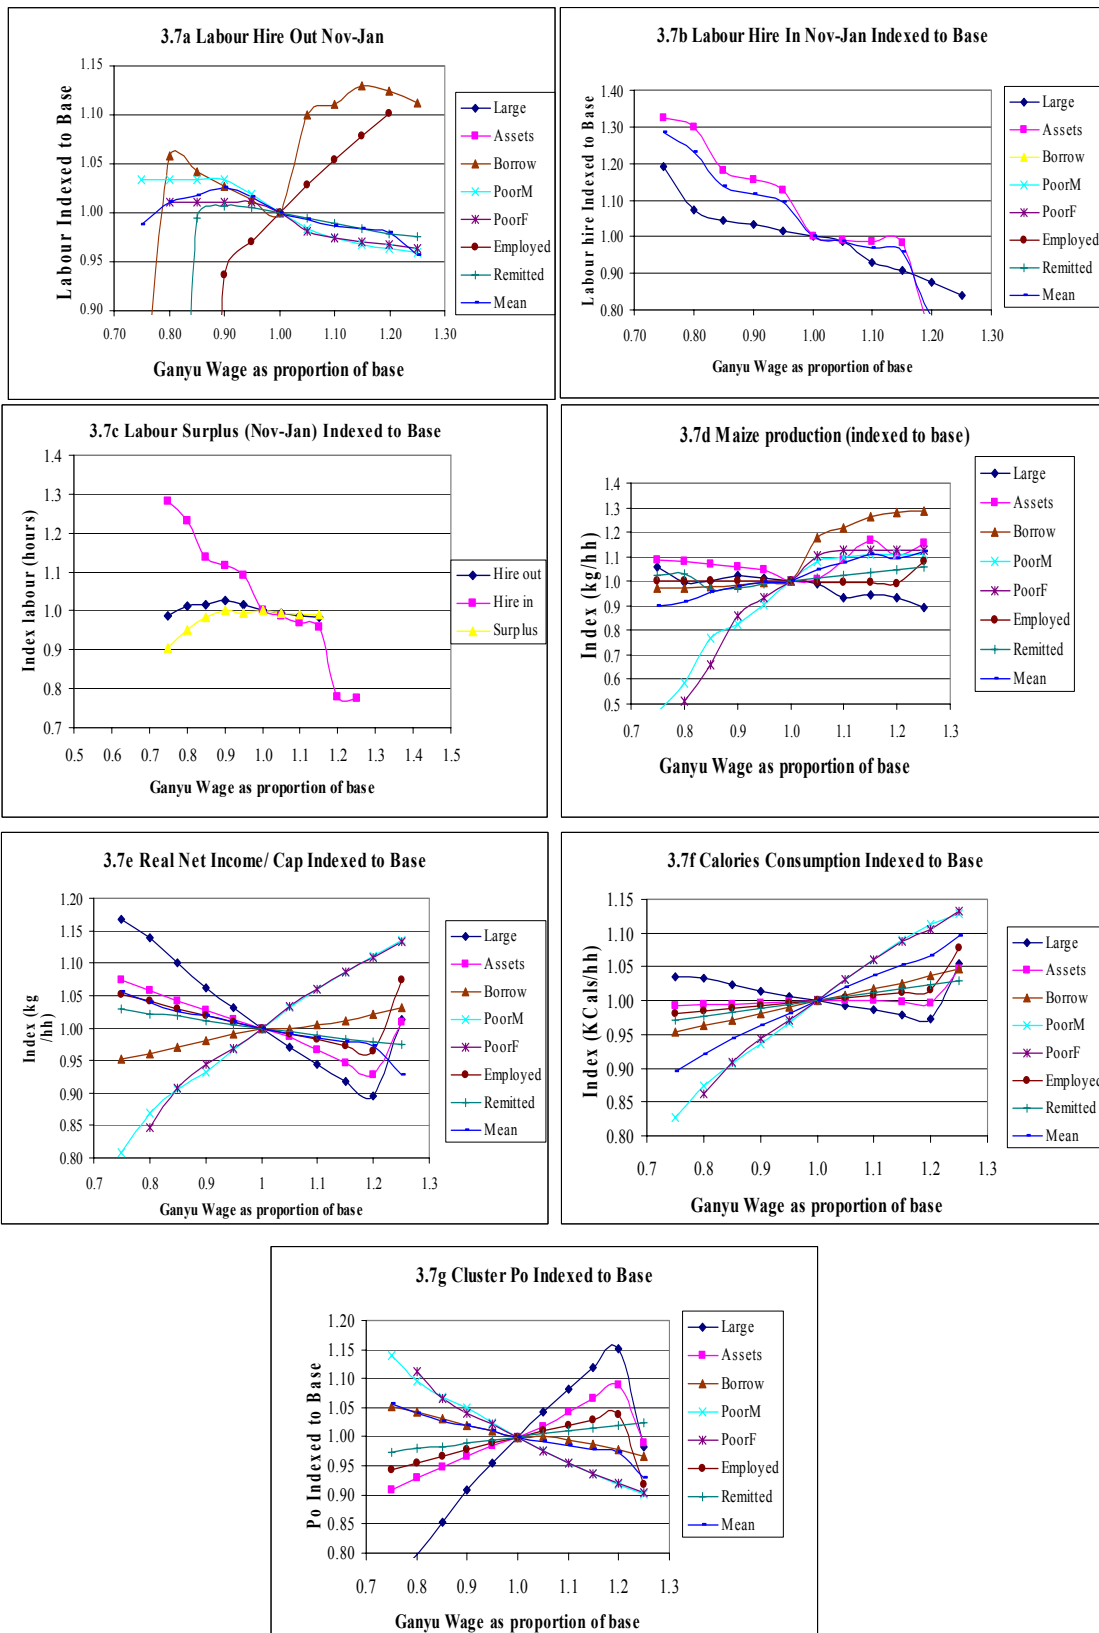 3.7a Labour Hire Out Nov-Jan
Labour Indexed to Base
1.15
1.10
1.05
1.00
0.95
0.90
0.70 0.80 0.90 1.00 1.10 1.20 1.30
Ganyu Wage as proportion of base
Large
Assets
Borrow
PoorM
PoorF
Employed
Remitted
Mean
3.7b Labour Hire In Nov-Jan Indexed to Base
Labour hire Indexed to Base
1.40
1.30
1.20
1.10
1.00
0.90
0.80
0.70 0.80 0.90 1.00 1.10 1.20 1.30
Ganyu Wage as proportion of base
Large
Assets
Borrow
PoorM
PoorF
Employed
Remitted
Mean
3.7c Labour Surplus (Nov-Jan) Indexed to Base
Index labour (hours)
1.4
1.3
1.2
1.1
1.0
0.9
0.8
0.7
0.5 0.6 0.7 0.8 0.9 1.0 1.1 1.2 1.3 1.4 1.5
Ganyu Wage as proportion of base
Hire out
Hire in
Surplus
3.7d Maize production (indexed to base)
Index (kg/hh)
1.4
1.3
1.2
1.1
1.0
0.9
0.8
0.7
0.6
0.5
0.7 0.8 0.9 1.0 1.1 1.2 1.3
Ganyu Wage as proportion of base
Large
Assets
Borrow
PoorM
PoorF
Employed
Remitted
Mean
3.7e Real Net Income/ Cap Indexed to Base
Index (kg
/hh)
1.20
1.15
1.10
1.05
1.00
0.95
0.90
0.85
0.80
0.7 0.8 0.9 1 1.1 1.2 1.3
Ganyu Wage as proportion of base
Large
Assets
Borrow
PoorM
PoorF
Employed
Remitted
Mean
3.7f Calories Consumption Indexed to Base
Index (KCals/hh)
1.15
1.10
1.05
1.00
0.95
0.90
0.85
0.80
0.7 0.8 0.9 1.0 1.1 1.2 1.3
Ganyu Wage as proportion of base
Large
Assets
Borrow
PoorM
PoorF
Employed
Remitted
Mean
3.7g Cluster Po Indexed to Base
Po Indexed to Base
1.20
1.15
1.10
1.05
1.00
0.95
0.90
0.85
0.80
0.7 0.8 0.9 1.0 1.1 1.2 1.3
Ganyu Wage as proportion of base
Large
Assets
Borrow
PoorM
PoorF
Employed
Remitted
Mean